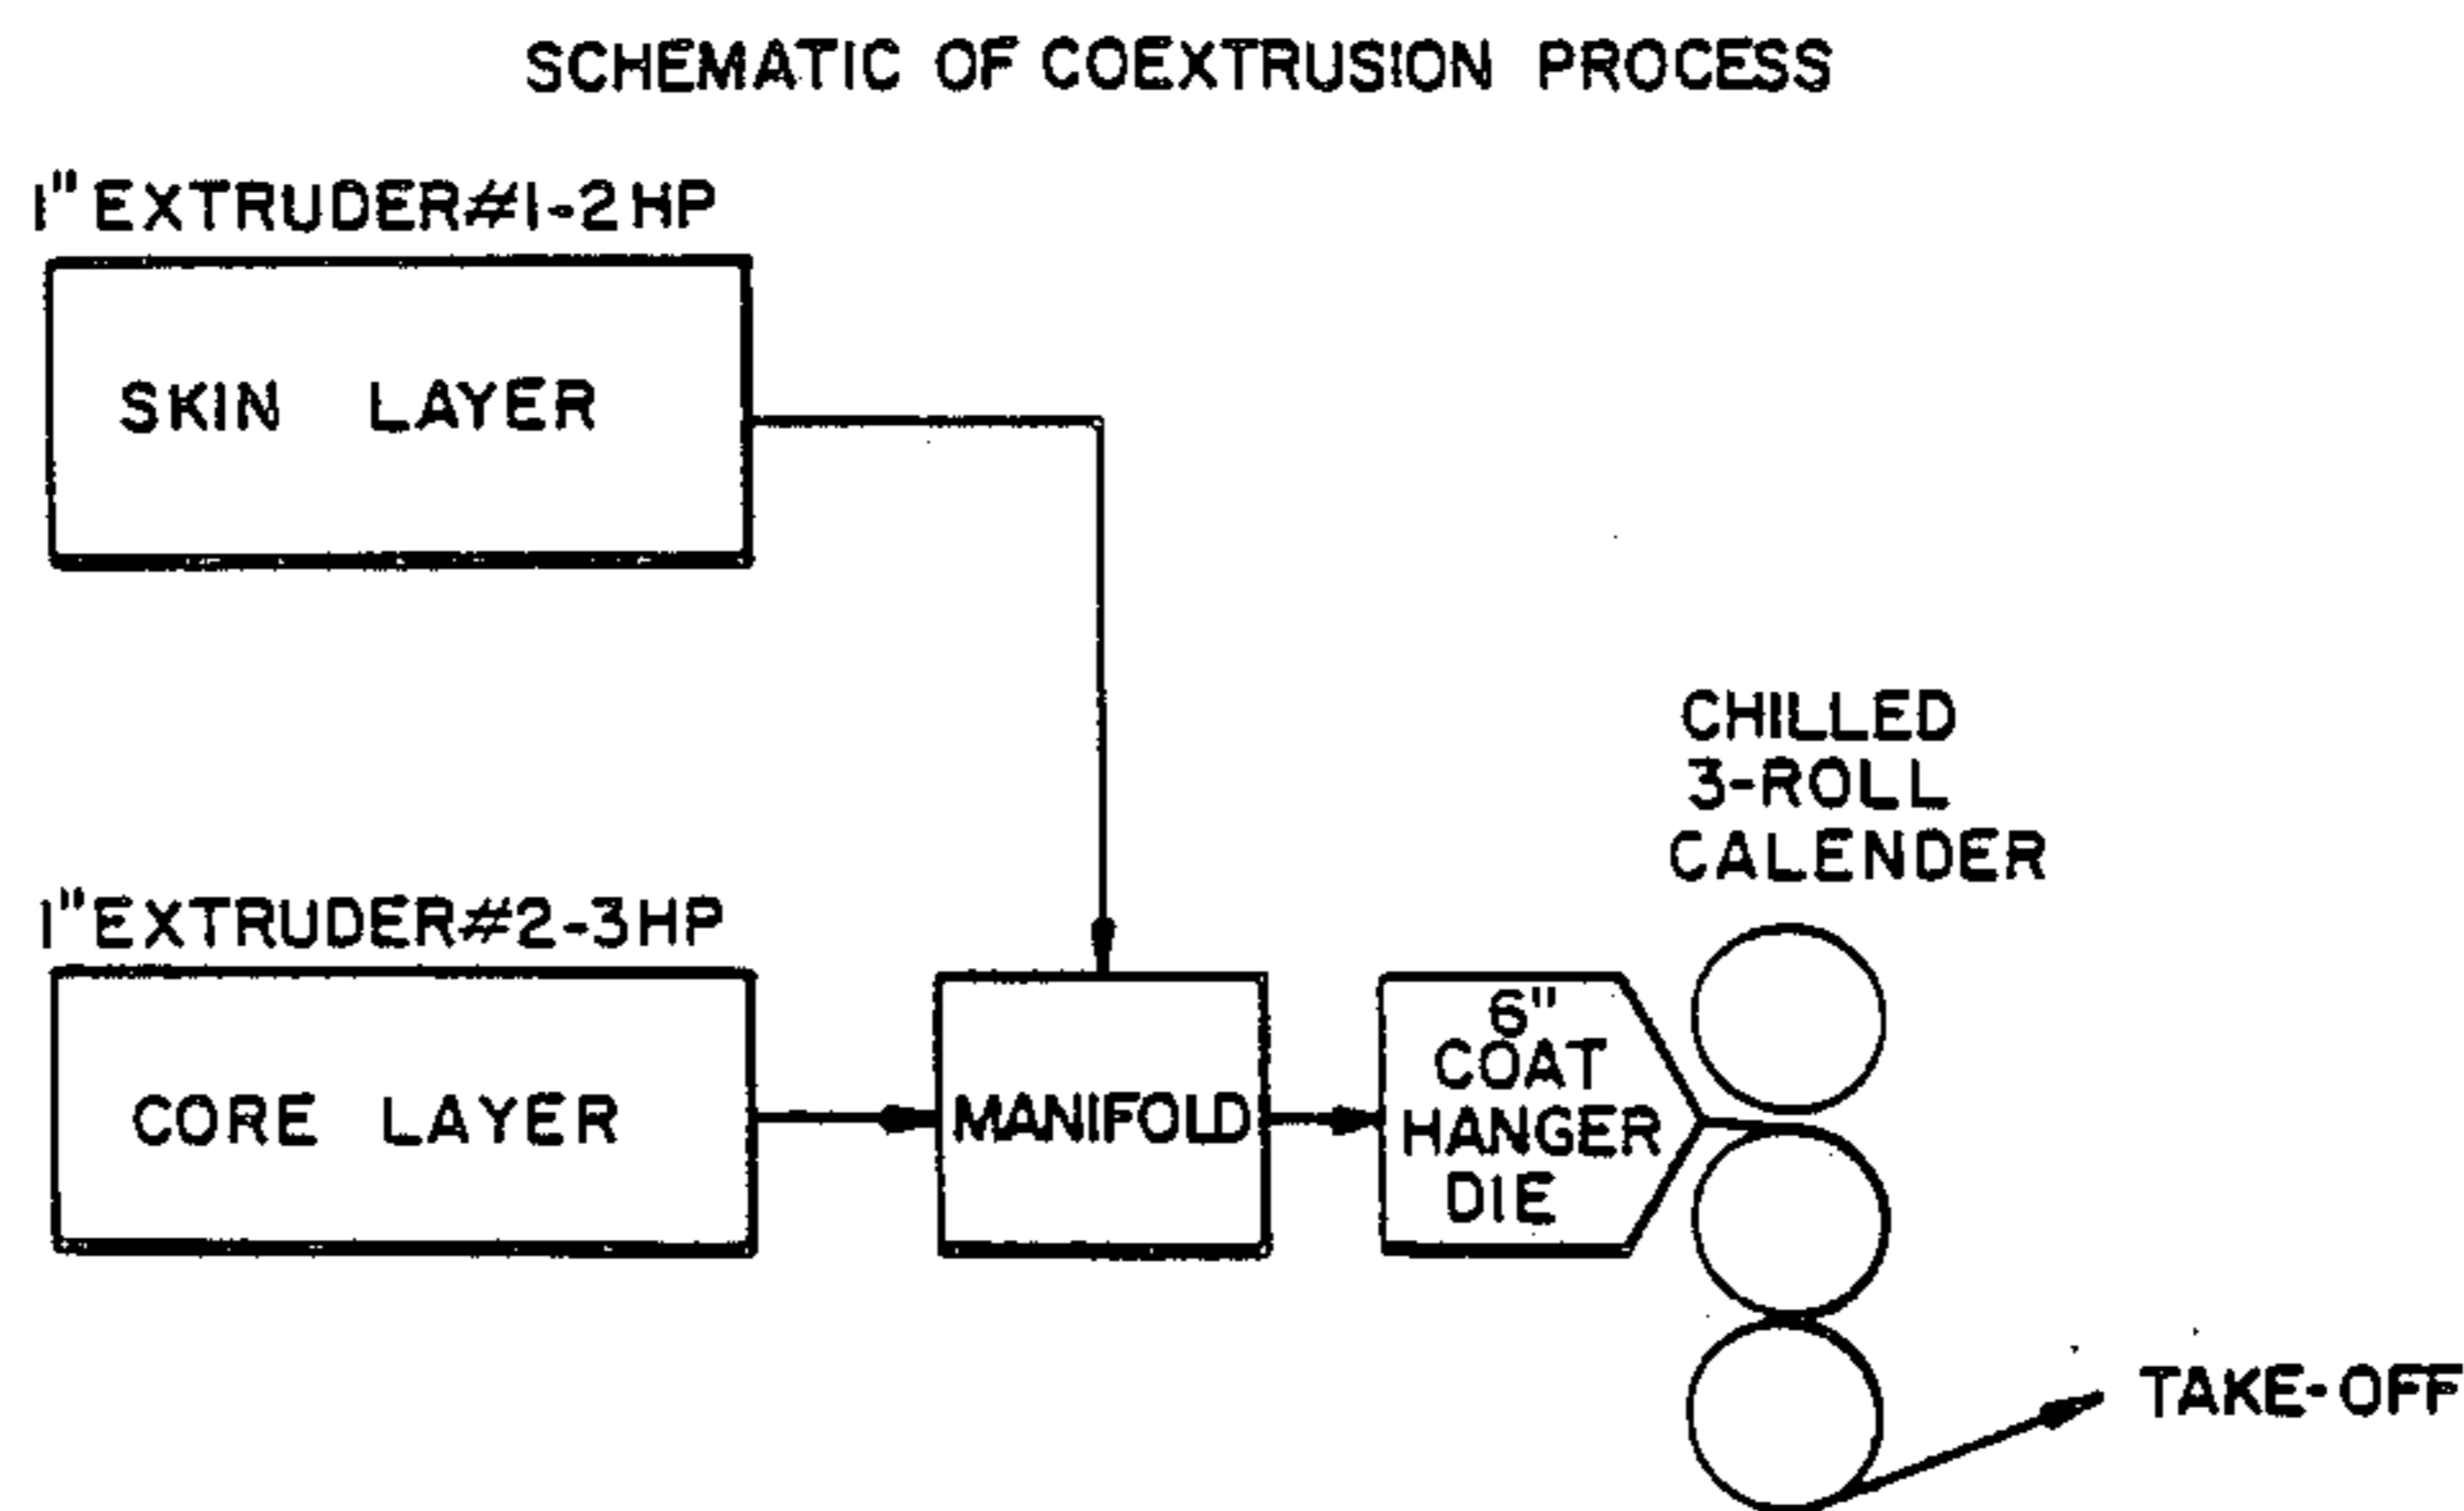 SCHEMATIC OF COEXTRUSION PROCESS
1" EXTRUDER#1-2HP
SKIN LAYER
1" EXTRUDER#2-3HP
CORE LAYER
MANIFOLD
6"
COAT
HANGER
DIE
CHILLED
3-ROLL
CALENDER
TAKE-OFF